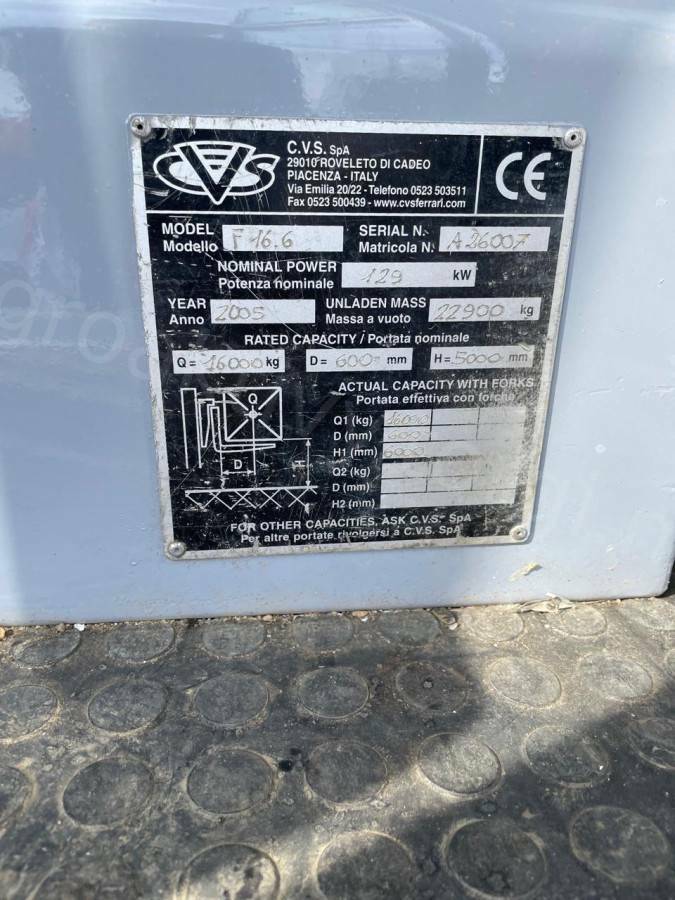 CVS
C.V.S. SpA
29010 ROVELETO DI CADEO
PIACENZA - ITALY
Via Emilia 20/22 - Telefono 0523 503511
Fax 0523 500439 - www.cvsferrari.com
CE
MODEL F 16.6 SERIAL N. A26007
Modello Matricola N.
NOMINAL POWER 129 kW
Potenza nominale
YEAR 2005 UNLADEN MASS 22900 kg
Anno Massa a vuoto
RATED CAPACITY / Portata nominale
Q= 16000 kg D= 600 mm H= 5000 mm
ACTUAL CAPACITY WITH FORKS
Portata effettiva con forche
Q
D
H
Q1 (kg) 16000
D (mm) 600
H1 (mm)
Q2 (kg)
D (mm)
H2 (mm)
FOR OTHER CAPACITIES, ASK C.V.S. SpA
Per altre portate rivolgersi a C.V.S. SpA